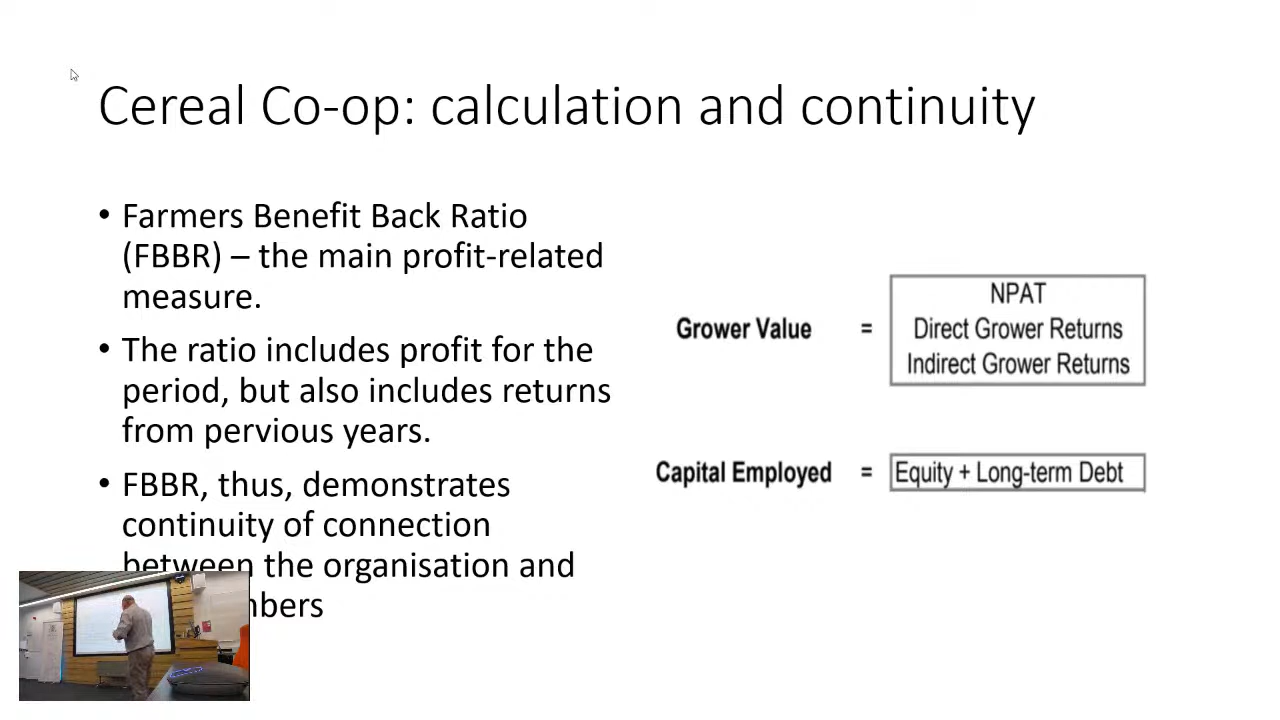 Cereal Co-op: calculation and continuity
• Farmers Benefit Back Ratio
(FBBR) – the main profit-related
measure.
• The ratio includes profit for the
period, but also includes returns
from pervious years.
• FBBR, thus, demonstrates
continuity of connection
between the organisation and
Grower Value = NPAT
Direct Grower Returns
Indirect Grower Returns
Capital Employed = Equity + Long-term Debt